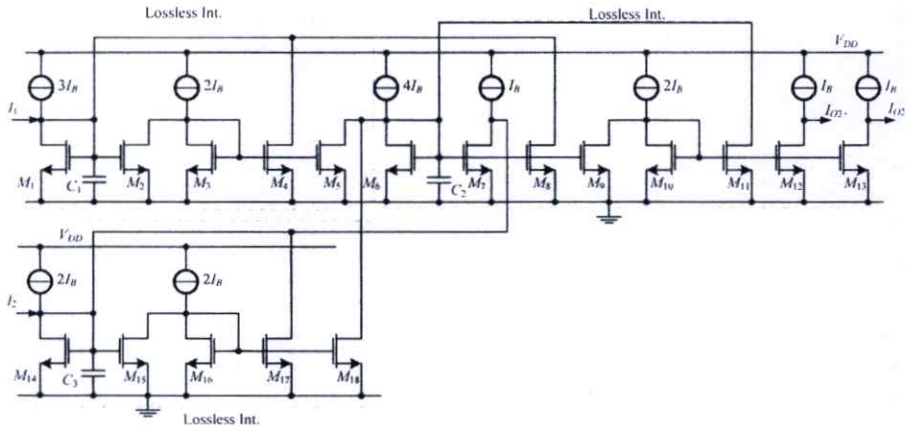 Lossless Int.
Lossless Int.
V_DD
3I_B
2I_B
4I_B
I_B
2I_B
I_B
I_B
I_1
I_O2+
I_O2
M_1
C_1
M_2
M_3
M_4
M_5
M_6
C_2
M_7
M_8
M_9
M_10
M_11
M_12
M_13
V_DD
2I_B
2I_B
I_2
M_14
C_3
M_15
M_16
M_17
M_18
Lossless Int.